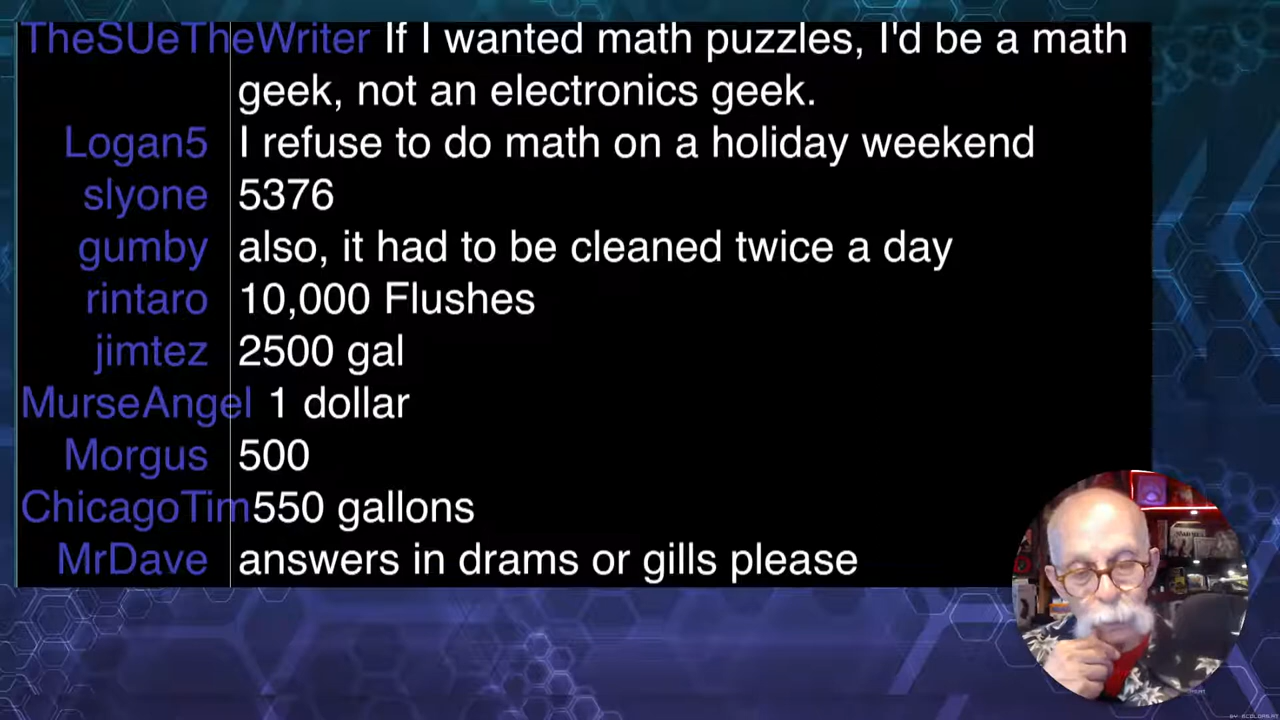 TheSUeTheWriter If I wanted math puzzles, I'd be a math
geek, not an electronics geek.
Logan5 I refuse to do math on a holiday weekend
slyone 5376
gumby also, it had to be cleaned twice a day
rintaro 10,000 Flushes
jimtez 2500 gal
MurseAngel 1 dollar
Morgus 500
ChicagoTim 550 gallons
MrDave answers in drams or gills please